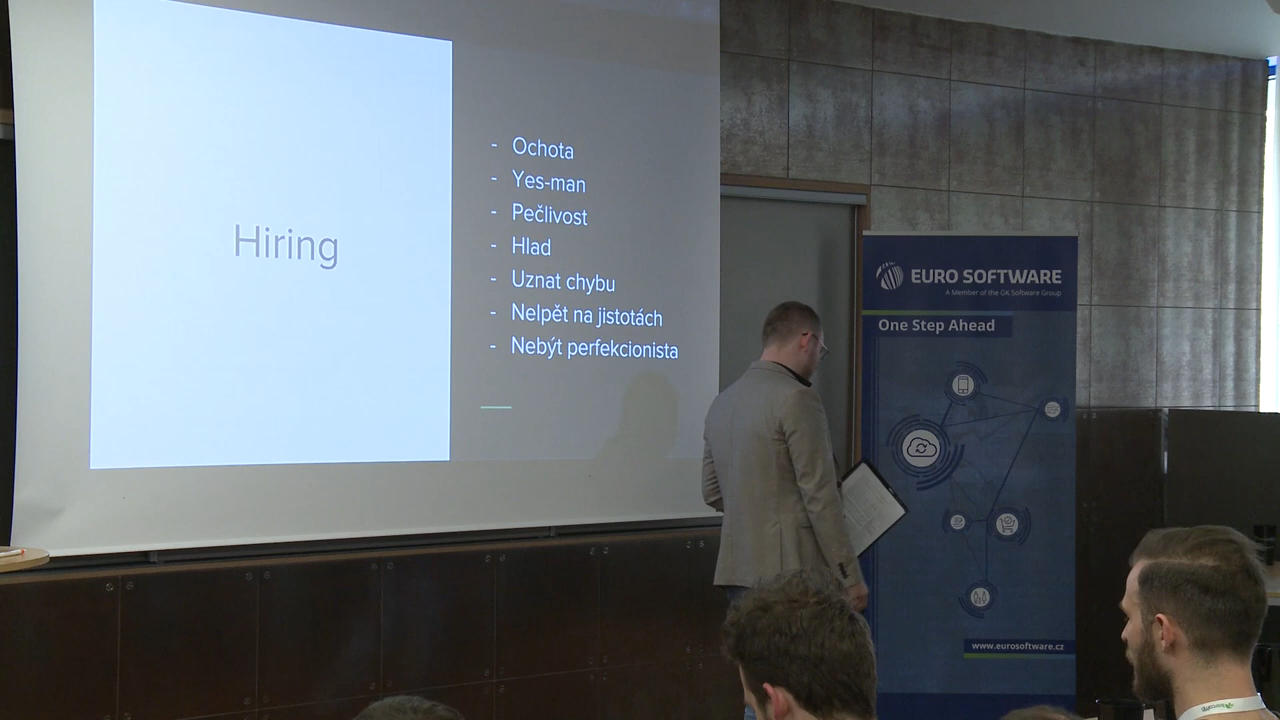 Hiring
- Ochota
- Yes-man
- Pečlivost
- Hlad
- Uznat chybu
- Nelpět na jistotách
- Nebýt perfekcionista
EURO SOFTWARE
A Member of the GK Software Group
One Step Ahead
www.eurosoftware.cz